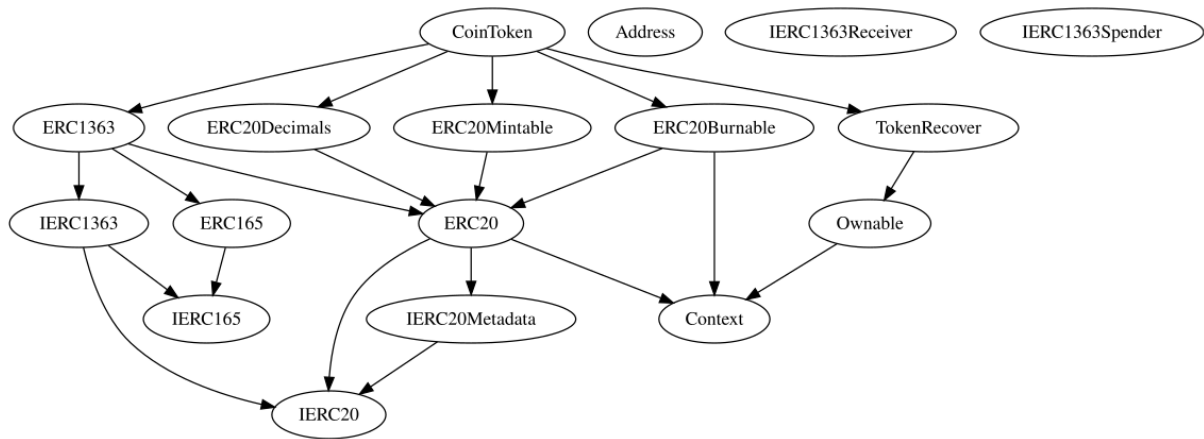 CoinToken
Address
IERC1363Receiver
IERC1363Spender
ERC1363
ERC20Decimals
ERC20Mintable
ERC20Burnable
TokenRecover
IERC1363
ERC165
ERC20
Ownable
IERC165
IERC20Metadata
Context
IERC20